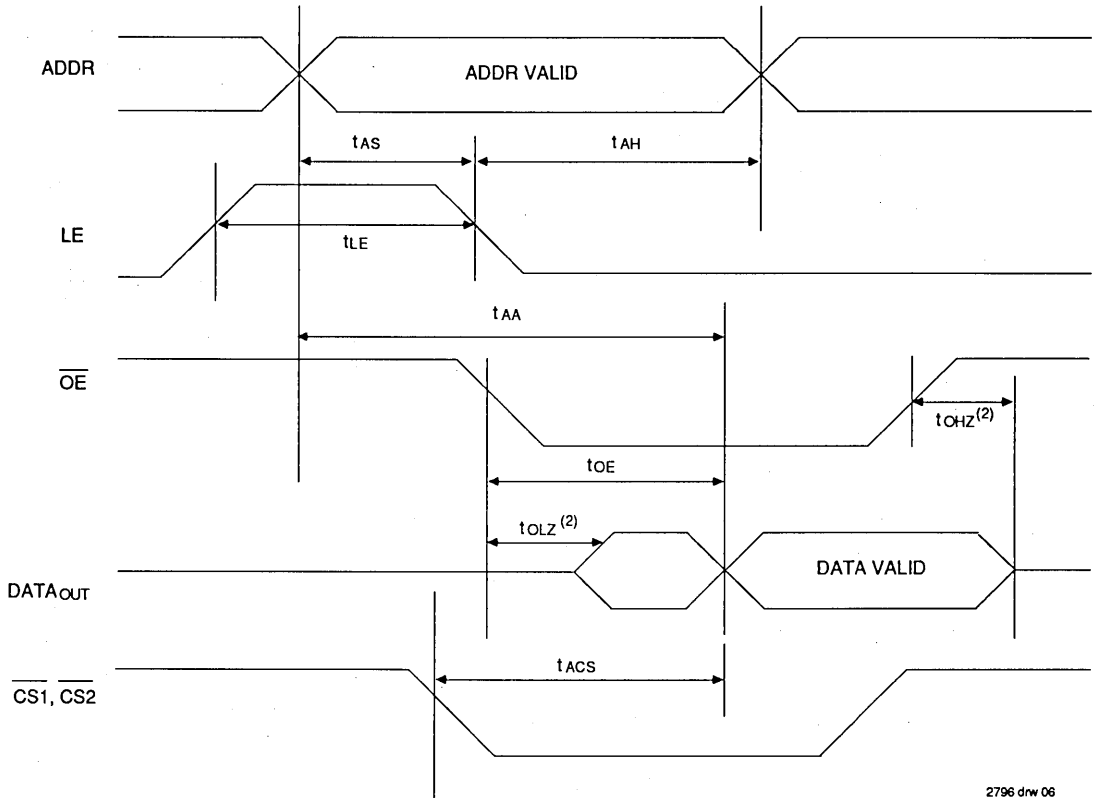 ADDR
ADDR VALID
tAS
tAH
LE
tLE
tAA
OE
tOHZ(2)
tOE
tOLZ(2)
DATAOUT
DATA VALID
tACS
CS1, CS2
2796 drw 06